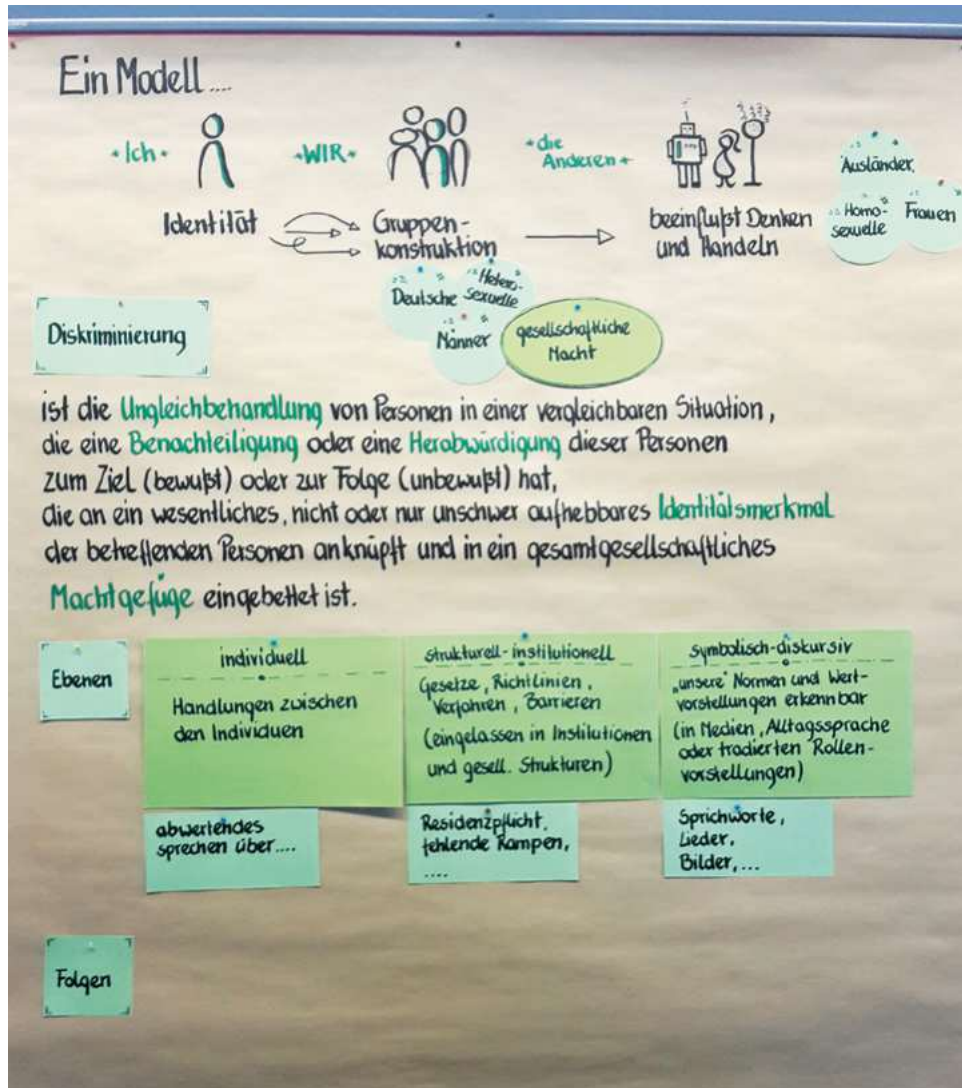 Ein Modell....
•Ich•
•WIR•
•die
Anderen•
Ausländer,
Homo-
sexuelle
Frauen
Identität
Gruppen-
konstruktion
beeinflußt Denken
und Handeln
Deutsche
Hetero-
sexuelle
Männer
gesellschaftliche
Macht
Diskriminierung
ist die Ungleichbehandlung von Personen in einer vergleichbaren Situation,
die eine Benachteiligung oder eine Herabwürdigung dieser Personen
zum Ziel (bewußt) oder zur Folge (unbewußt) hat,
die an ein wesentliches, nicht oder nur unschwer aufhebbares Identitätsmerkmal
der betreffenden Personen anknüpft und in ein gesamtgesellschaftliches
Machtgefüge eingebettet ist.
Ebenen
individuell
Handlungen zwischen
den Individuen
strukturell-institutionell
Gesetze, Richtlinien,
Verfahren, Barrieren
(eingelassen in Institutionen
und gesell. Strukturen)
symbolisch-diskursiv
„unsere" Normen und Wert-
vorstellungen erkennbar
(in Medien, Alltagssprache
oder tradierten Rollen-
vorstellungen)
abwertendes
sprechen über....
Residenzpflicht,
fehlende Rampen,
....
Sprichworte,
Lieder,
Bilder,...
Folgen